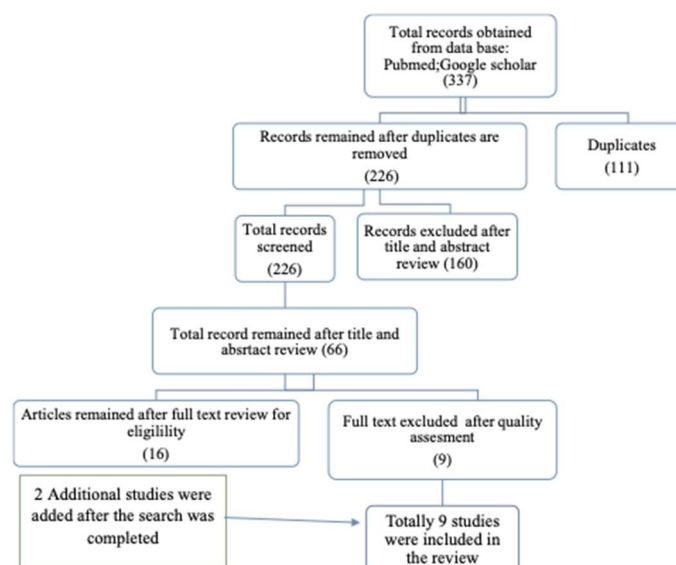 Total records obtained
from data base:
Pubmed;Google scholar
(337)
Records remained after duplicates are
removed
(226)
Duplicates
(111)
Total records
screened
(226)
Records excluded after
title and abstract
review (160)
Total record remained after title and
absrtact review (66)
Articles remained after full text review for
eligilility
(16)
Full text excluded after quality
assesment
(9)
2 Additional studies were
added after the search was
completed
Totally 9 studies
were included in
the review